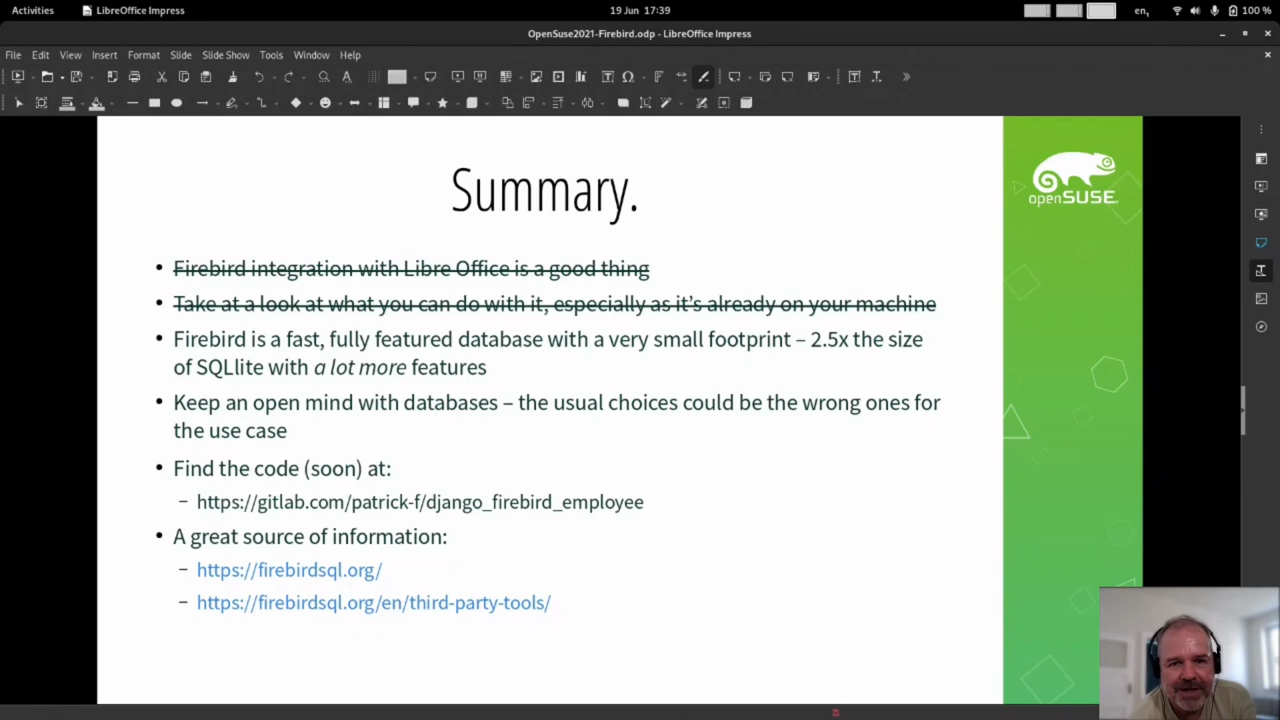 Activities LibreOffice Impress 19 Jun 17:39 en, 100 %
OpenSuse2021-Firebird.odp - LibreOffice Impress
File Edit View Insert Format Slide Slide Show Tools Window Help
Summary.
openSUSE
• Firebird integration with Libre Office is a good thing
• Take at a look at what you can do with it, especially as it’s already on your machine
• Firebird is a fast, fully featured database with a very small footprint – 2.5x the size
of SQLlite with a lot more features
• Keep an open mind with databases – the usual choices could be the wrong ones for
the use case
• Find the code (soon) at:
– https://gitlab.com/patrick-f/django_firebird_employee
• A great source of information:
– https://firebirdsql.org/
– https://firebirdsql.org/en/third-party-tools/